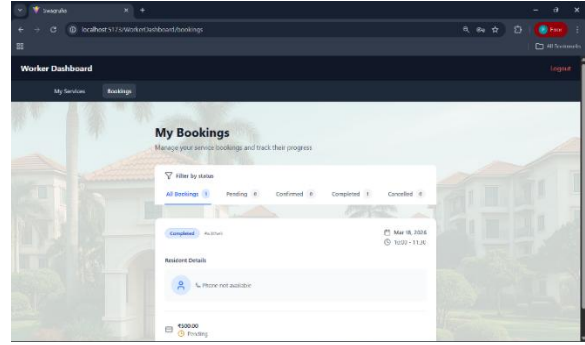 localhost:5173/WorkerDashboard/bookings
All Bookmarks
Worker Dashboard
Logout
My Services
Bookings
My Bookings
Manage your service bookings and track their progress
Filter by status
All Bookings 1
Pending 0
Confirmed 0
Completed 1
Cancelled 0
Completed
Mar 18, 2026
10:00 - 11:30
Resident Details
Phone not available
₹500.00
Pending